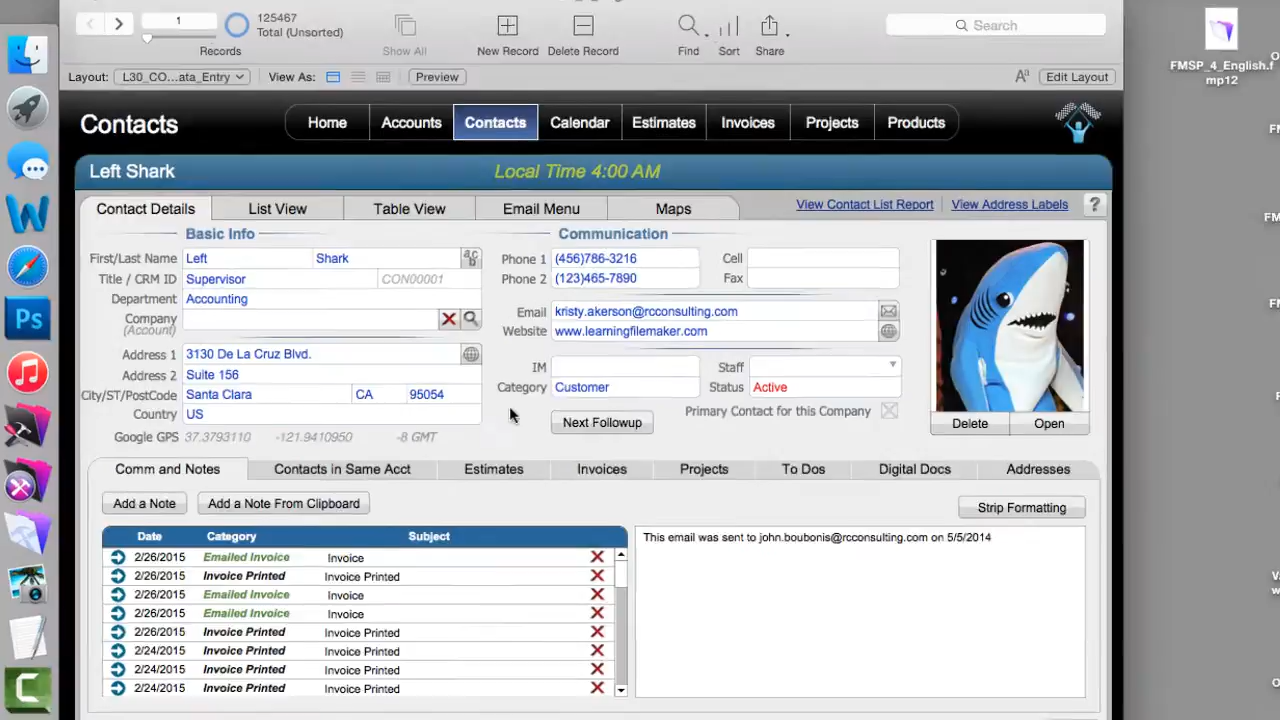 1
125467
Total (Unsorted)
Records
Show All
New Record
Delete Record
Find
Sort
Share
Search
Layout:
L30_CO...ata_Entry
View As:
Preview
Aa
Edit Layout
FMSP_4_English.f
mp12
Contacts
Home
Accounts
Contacts
Calendar
Estimates
Invoices
Projects
Products
Left Shark
Local Time 4:00 AM
Contact Details
List View
Table View
Email Menu
Maps
View Contact List Report
View Address Labels
?
Basic Info
Communication
First/Last Name Left Shark
Title / CRM ID Supervisor CON00001
Department Accounting
Company
(Account)
Address 1 3130 De La Cruz Blvd.
Address 2 Suite 156
City/ST/PostCode Santa Clara CA 95054
Country US
Google GPS 37.3793110 -121.9410950 -8 GMT
Phone 1 (456)786-3216 Cell
Phone 2 (123)465-7890 Fax
Email kristy.akerson@rcconsulting.com
Website www.learningfilemaker.com
IM Staff
Category Customer Status Active
Primary Contact for this Company
Next Followup
Delete
Open
Comm and Notes
Contacts in Same Acct
Estimates
Invoices
Projects
To Dos
Digital Docs
Addresses
Add a Note
Add a Note From Clipboard
Strip Formatting
Date Category Subject
2/26/2015 Emailed Invoice Invoice
2/26/2015 Invoice Printed Invoice Printed
2/26/2015 Emailed Invoice Invoice
2/26/2015 Emailed Invoice Invoice
2/26/2015 Invoice Printed Invoice Printed
2/24/2015 Invoice Printed Invoice Printed
2/24/2015 Invoice Printed Invoice Printed
2/24/2015 Invoice Printed Invoice Printed
This email was sent to john.boubonis@rcconsulting.com on 5/5/2014
Ps